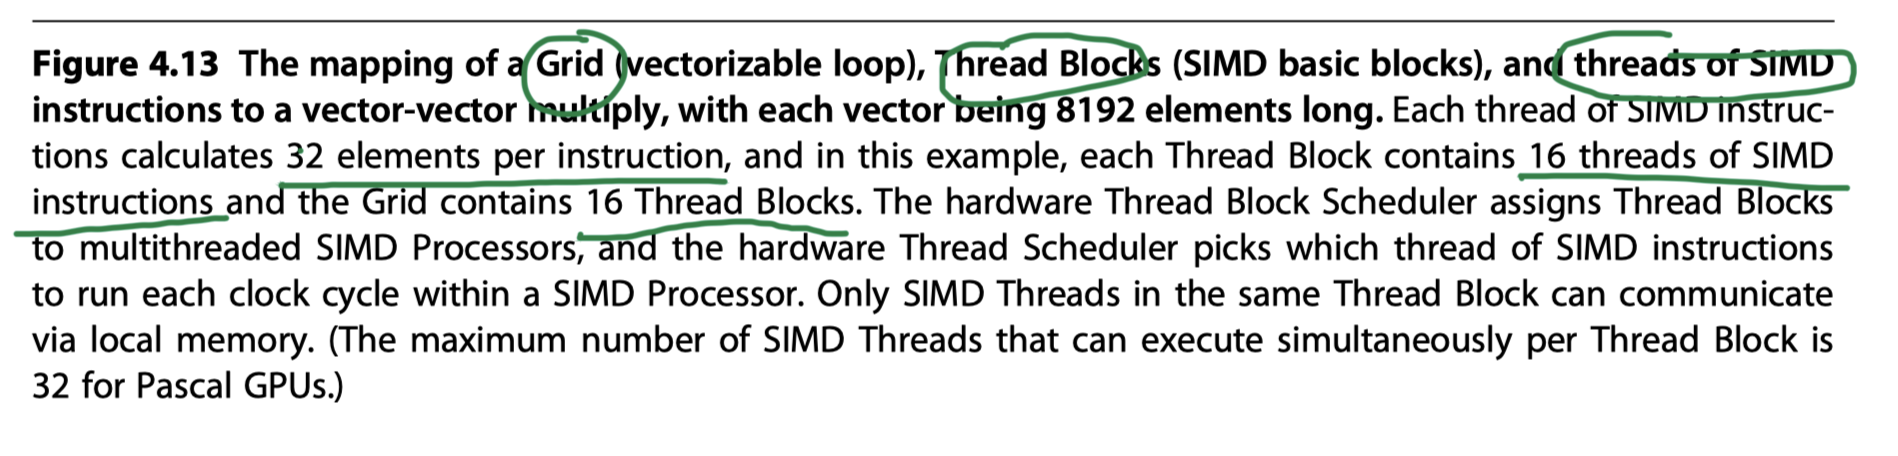 Figure 4.13 The mapping of a Grid (vectorizable loop), Thread Blocks (SIMD basic blocks), and threads of SIMD
instructions to a vector-vector multiply, with each vector being 8192 elements long. Each thread of SIMD instruc-
tions calculates 32 elements per instruction, and in this example, each Thread Block contains 16 threads of SIMD
instructions and the Grid contains 16 Thread Blocks. The hardware Thread Block Scheduler assigns Thread Blocks
to multithreaded SIMD Processors, and the hardware Thread Scheduler picks which thread of SIMD instructions
to run each clock cycle within a SIMD Processor. Only SIMD Threads in the same Thread Block can communicate
via local memory. (The maximum number of SIMD Threads that can execute simultaneously per Thread Block is
32 for Pascal GPUs.)